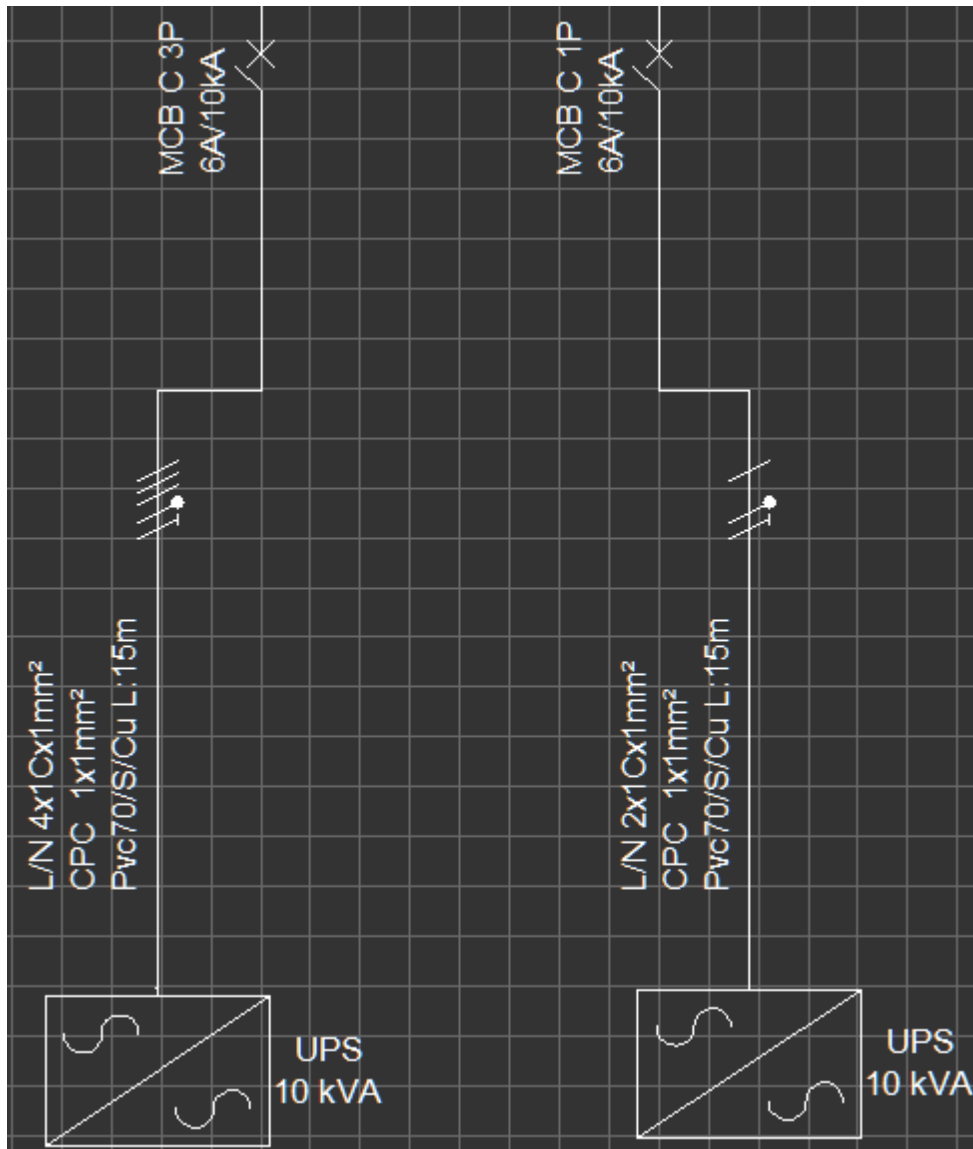 MCB C 3P
6A/10kA
MCB C 1P
6A/10kA
L/N 4x1Cx1mm²
CPC 1x1mm²
Pvc70/S/Cu L:15m
L/N 2x1Cx1mm²
CPC 1x1mm²
Pvc70/S/Cu L:15m
UPS
10 kVA
UPS
10 kVA